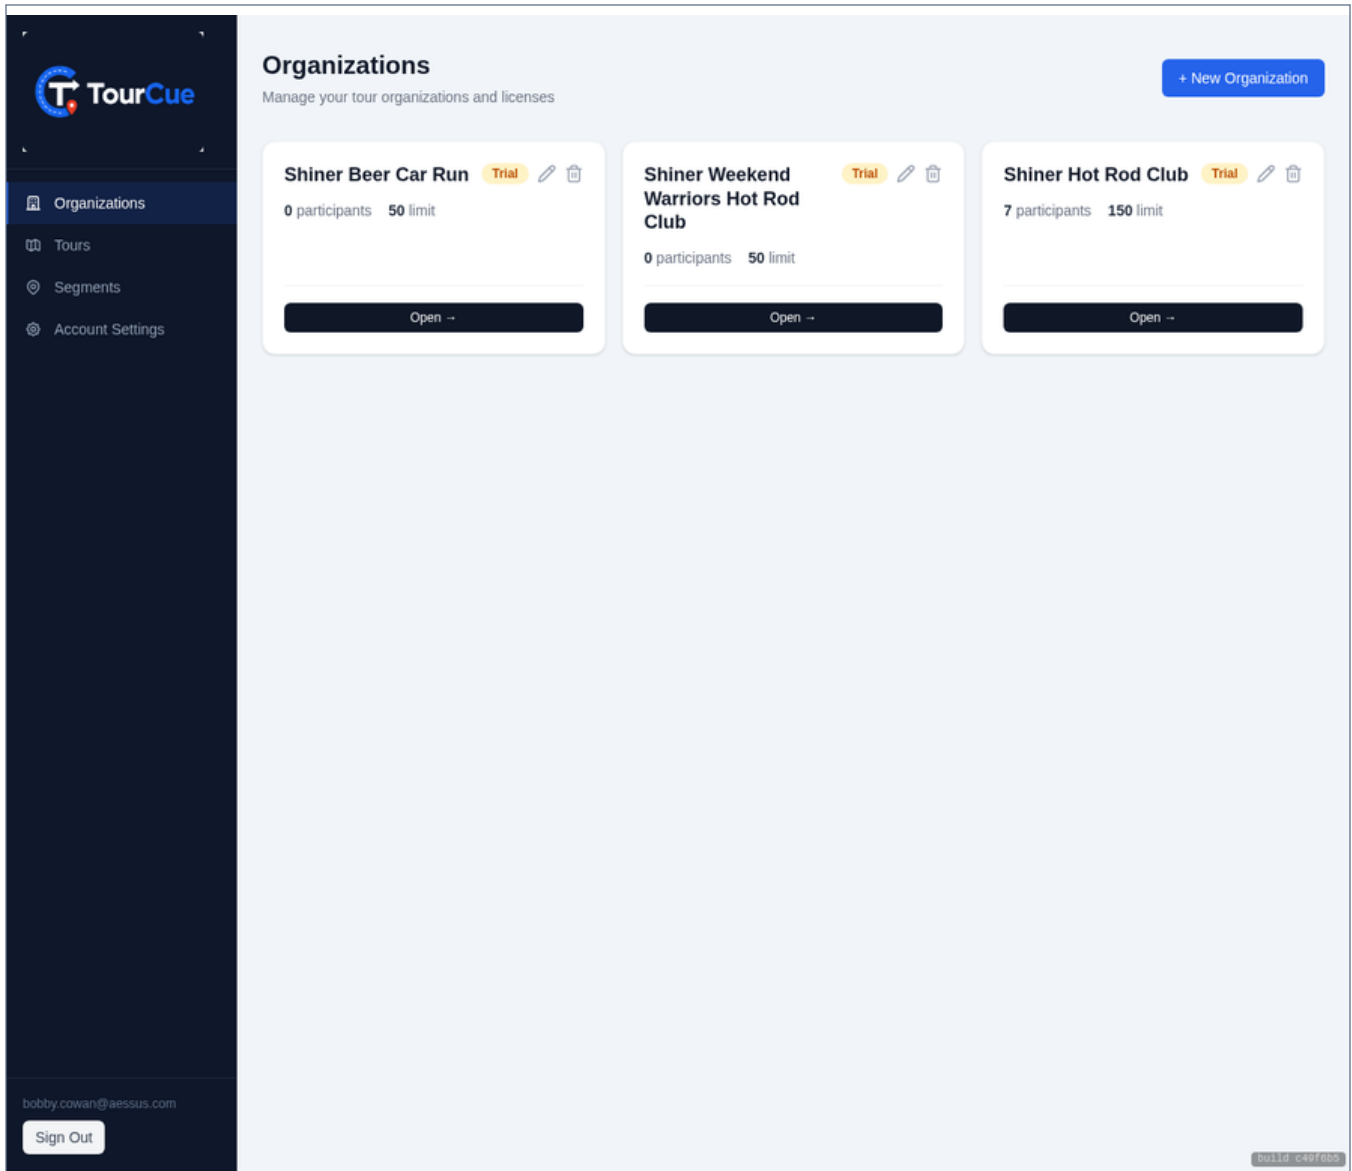 TourCue
Organizations
Tours
Segments
Account Settings
bobby.cowan@aessus.com
Sign Out
Organizations
Manage your tour organizations and licenses
+ New Organization
Shiner Beer Car Run
Trial
0 participants 50 limit
Open →
Shiner Weekend
Warriors Hot Rod
Club
Trial
0 participants 50 limit
Open →
Shiner Hot Rod Club
Trial
7 participants 150 limit
Open →
build c49f6b5